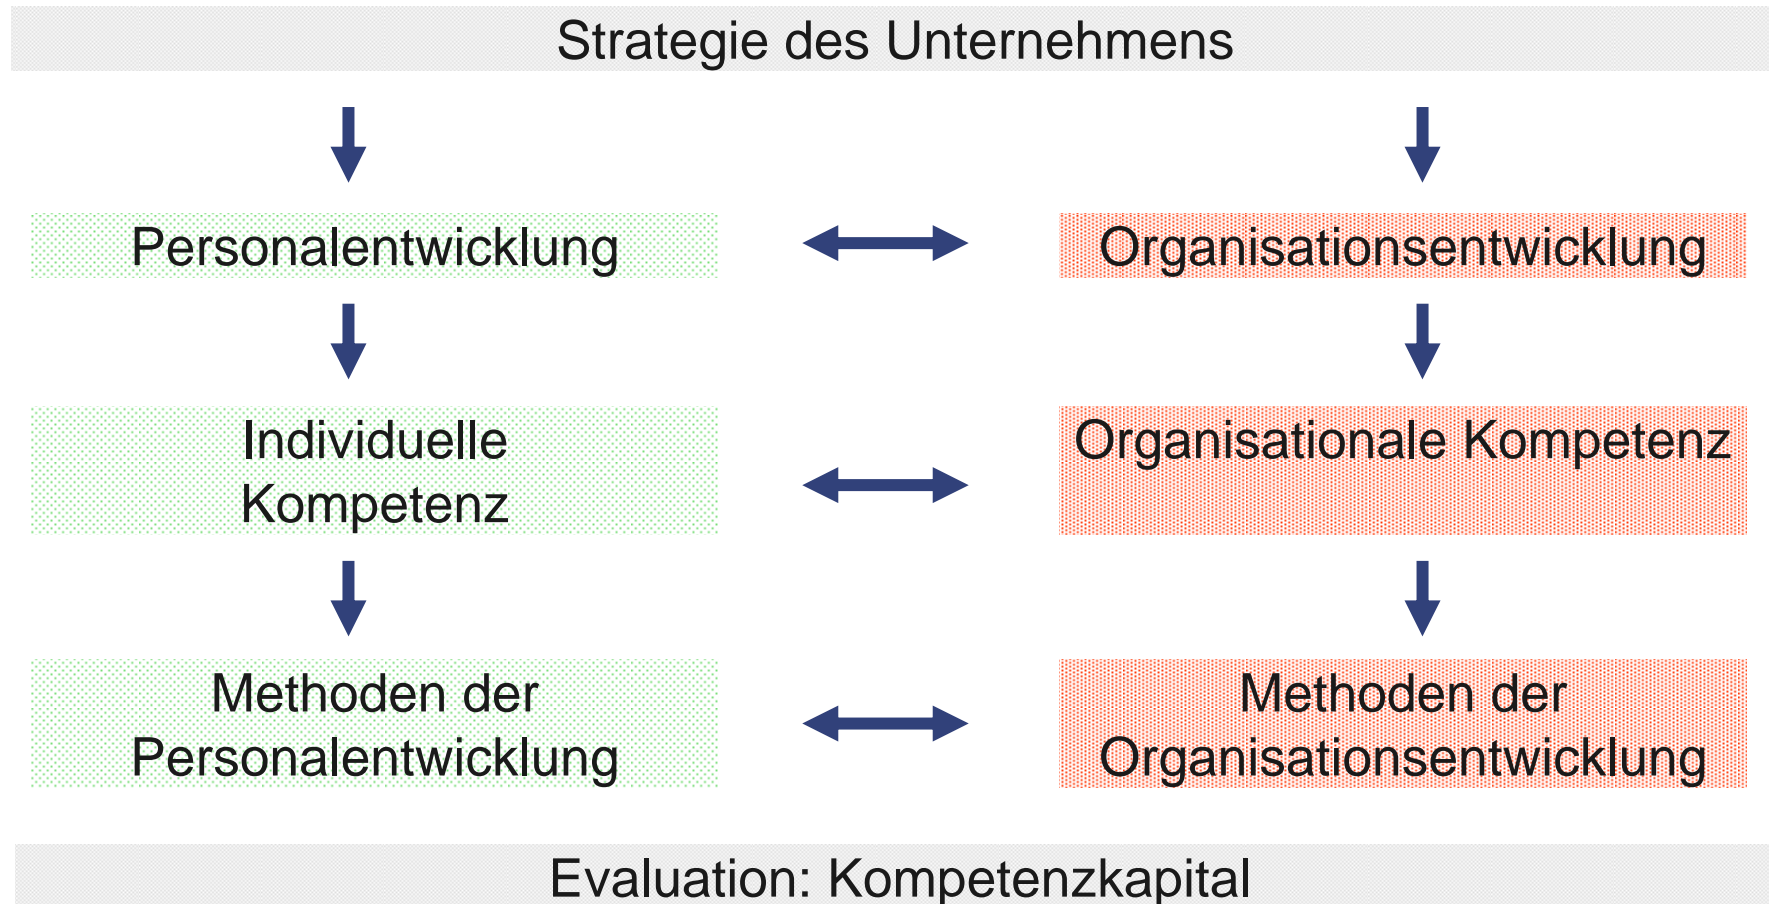 Strategie des Unternehmens
Personalentwicklung
Organisationsentwicklung
Individuelle
Kompetenz
Organisationale Kompetenz
Methoden der
Personalentwicklung
Methoden der
Organisationsentwicklung
Evaluation: Kompetenzkapital